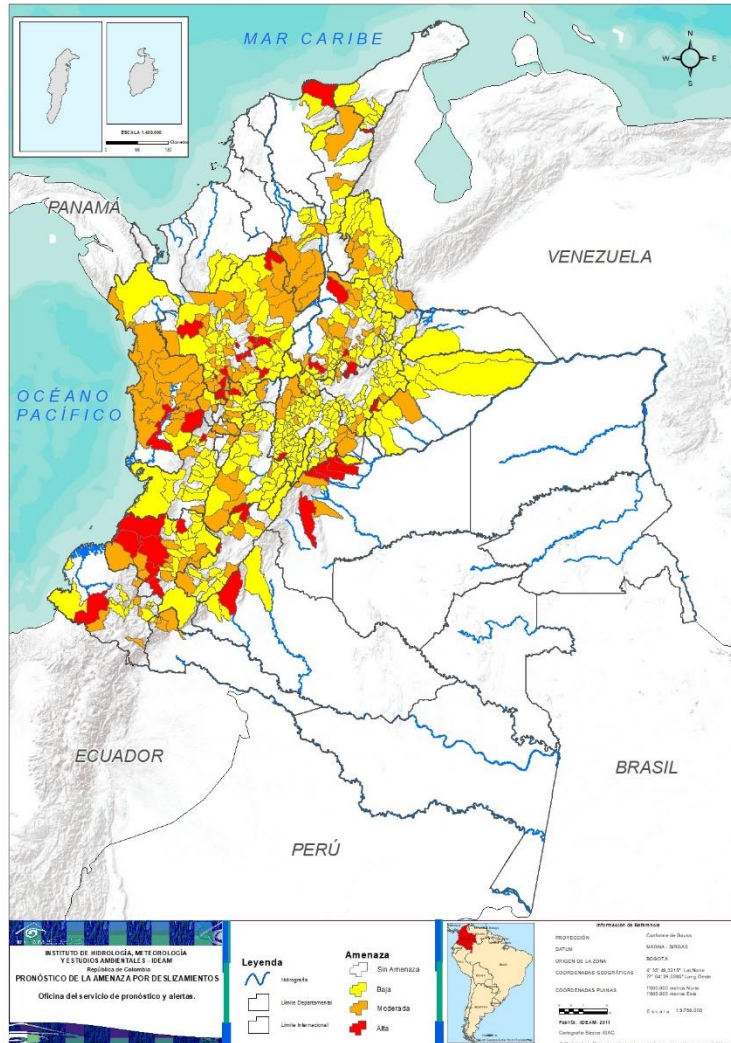 MAR CARIBE
N
W
E
S
ESCALA 1:400.000
PANAMÁ
VENEZUELA
OCÉANO
PACÍFICO
ECUADOR
BRASIL
PERÚ
INSTITUTO DE HIDROLOGÍA, METEOROLOGÍA
Y ESTUDIOS AMBIENTALES - IDEAM
República de Colombia
PRONÓSTICO DE LA AMENAZA POR DESLIZAMIENTOS
Oficina del servicio de pronóstico y alertas.
Leyenda
Hidrografía
Límite Departamental
Límite Internacional
Amenaza
Sin Amenaza
Baja
Moderada
Alta
Información de Referencia
PROYECCIÓN Conforme de Gauss
DATUM MAGNA - SIRGAS
ORIGEN DE LA ZONA BOGOTÁ
COORDENADAS GEOGRÁFICAS
COORDENADAS PLANAS
1'000.000 metros Norte
1'000.000 metros Este
Escala
Fuente: IDEAM 2011
Cartografía Básica IGAC